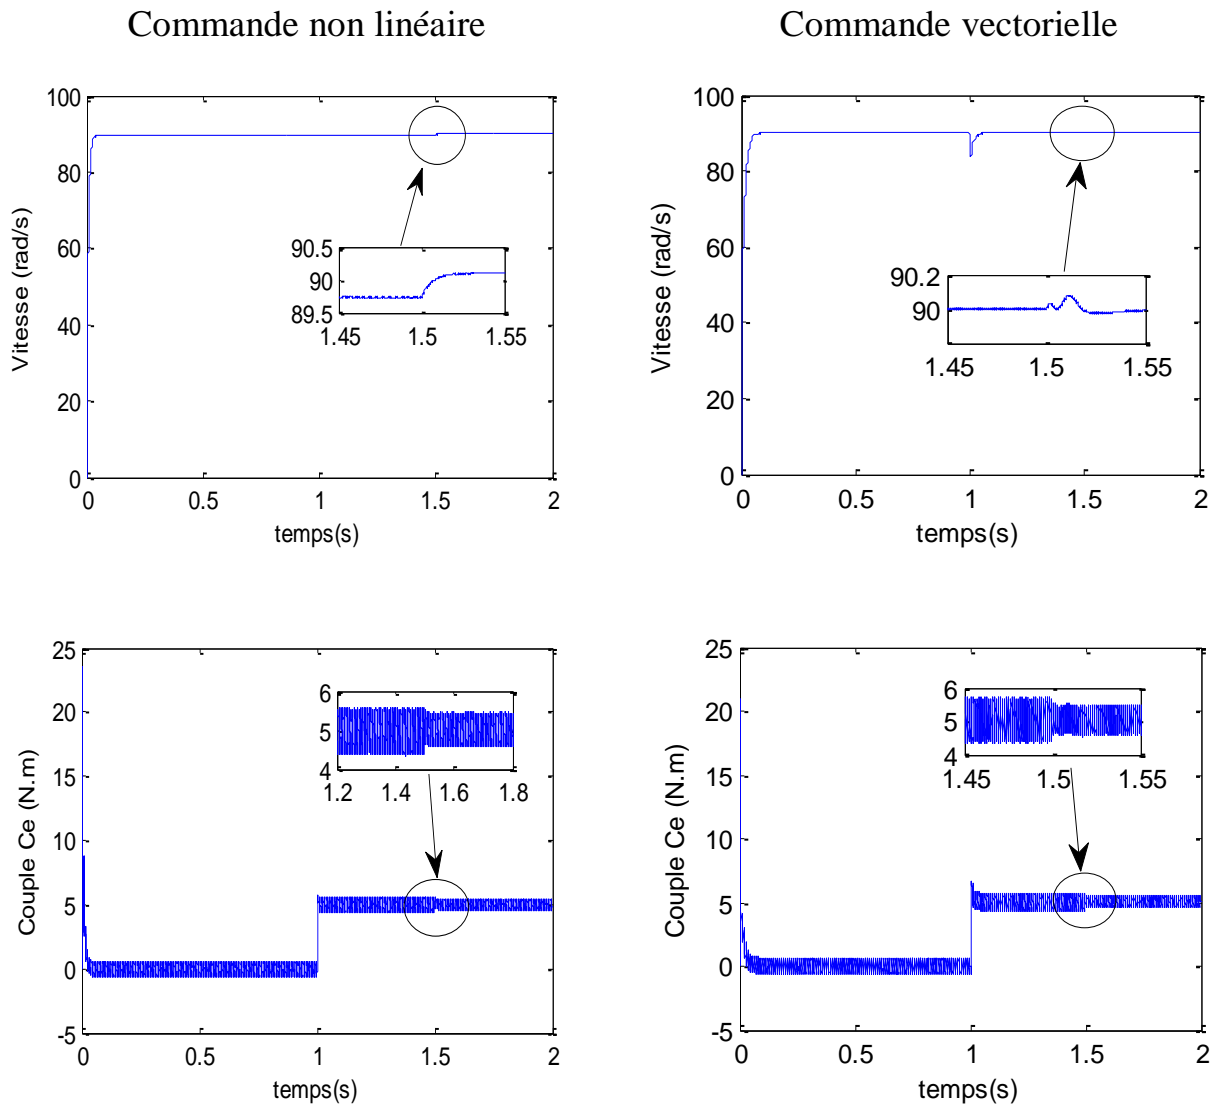 Commande non linéaire
Commande vectorielle
100
80
60
40
20
0
Vitesse (rad/s)
90.5
90
89.5
1.45 1.5 1.55
0 0.5 1 1.5 2
temps(s)
100
80
60
40
20
0
Vitesse (rad/s)
90.2
90
1.45 1.5 1.55
0 0.5 1 1.5 2
temps(s)
25
20
15
10
5
0
-5
Couple Ce (N.m)
6
5
4
1.2 1.4 1.6 1.8
0 0.5 1 1.5 2
temps(s)
25
20
15
10
5
0
-5
Couple Ce (N.m)
6
5
4
1.45 1.5 1.55
0 0.5 1 1.5 2
temps(s)